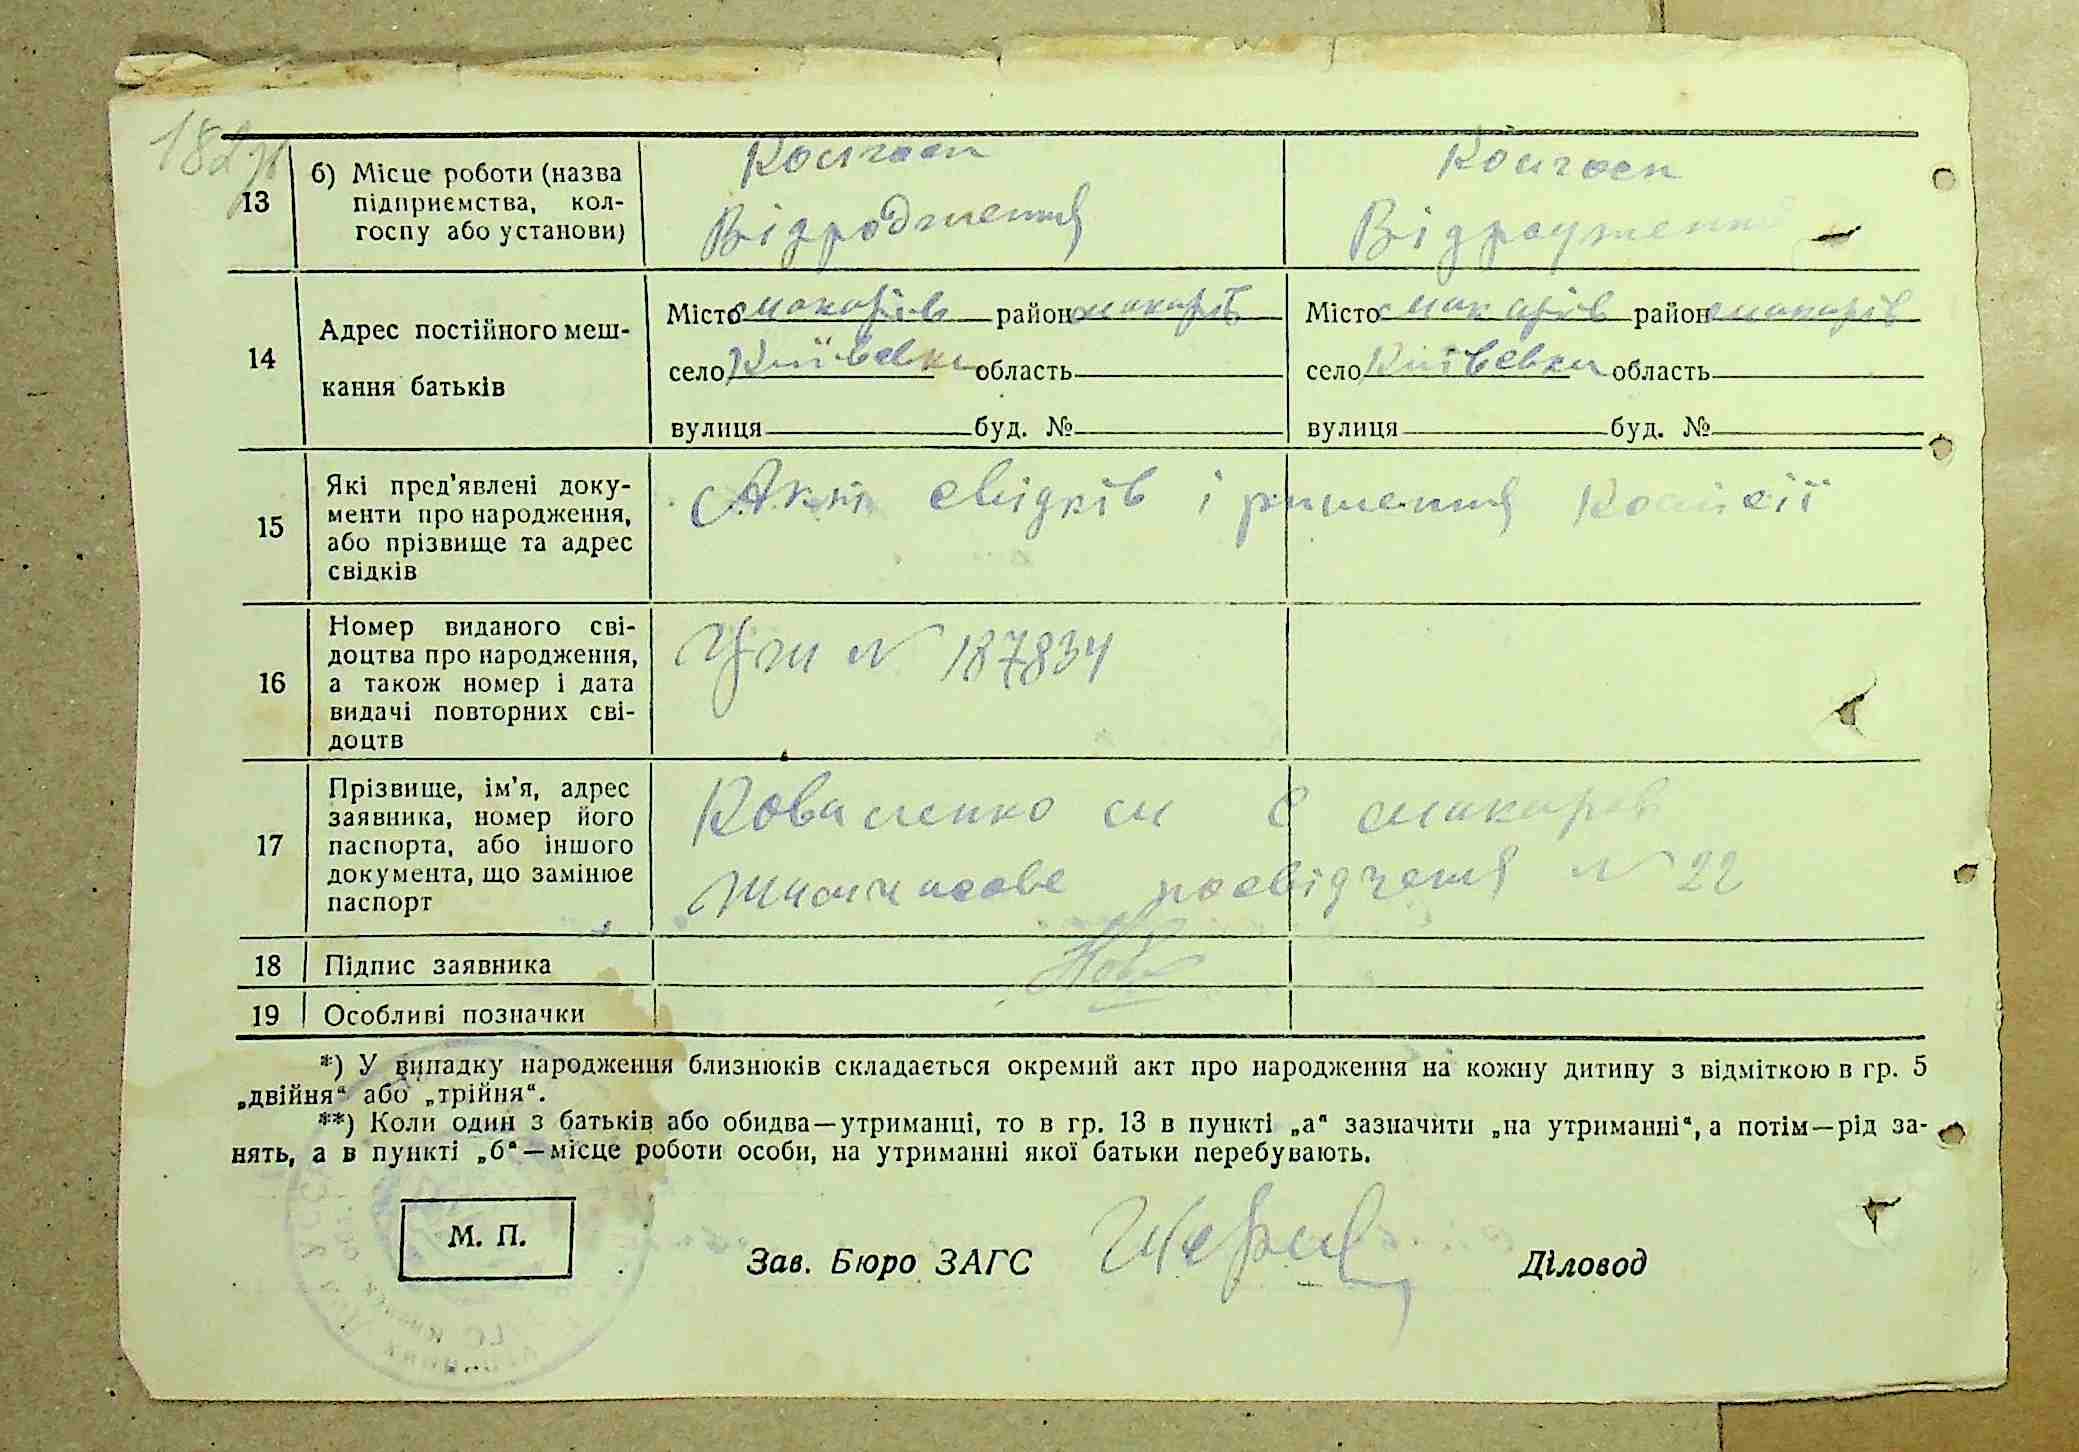 13
б) Місце роботи (назва
підприємства, кол-
госпу або установи)
Колгосп
Відродження
Колгосп
Відродження
14
Адрес постійного меш-
кання батьків
Місто Макарів район Макарів
село Київськ область
вулиця буд. №
Місто Макарів район Макарів
село Київськ область
вулиця буд. №
15
Які пред'явлені доку-
менти про народження,
або прізвище та адрес
свідків
Акт свідків і рішення комісії
16
Номер виданого сві-
доцтва про народження,
а також номер і дата
видачі повторних сві-
доцтв
N 187834
17
Прізвище, ім'я, адрес
заявника, номер його
паспорта, або іншого
документа, що замінює
паспорт
Коваленко м Макарів
Тимчасове посвідчення N 22
18
Підпис заявника
19
Особливі позначки
*) У випадку народження близнюків складається окремий акт про народження на кожну дитину з відміткою в гр. 5
„двійня“ або „трійня“.
**) Коли один з батьків або обидва—утриманці, то в гр. 13 в пункті „а“ зазначити „на утриманні“, а потім—рід за-
нять, а в пункті „б“—місце роботи особи, на утриманні якої батьки перебувають.
М. П.
Зав. Бюро ЗАГС
Діловод